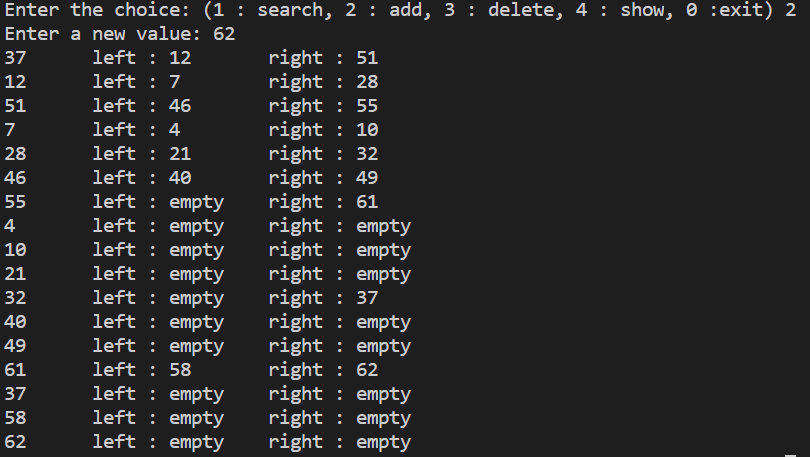 Enter the choice: (1 : search, 2 : add, 3 : delete, 4 : show, 0 :exit) 2
Enter a new value: 62
37 left : 12 right : 51
12 left : 7 right : 28
51 left : 46 right : 55
7 left : 4 right : 10
28 left : 21 right : 32
46 left : 40 right : 49
55 left : empty right : 61
4 left : empty right : empty
10 left : empty right : empty
21 left : empty right : empty
32 left : empty right : 37
40 left : empty right : empty
49 left : empty right : empty
61 left : 58 right : 62
37 left : empty right : empty
58 left : empty right : empty
62 left : empty right : empty